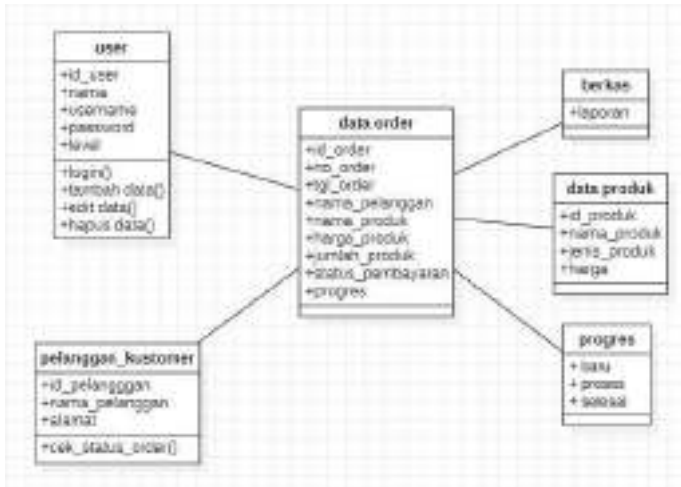 user
+id_user
+nama
+username
+password
+level
+login()
+tambah data()
+edit data()
+hapus data()
data order
+id_order
+no_order
+tgl_order
+nama_pelanggan
+nama_produk
+harga_produk
+jumlah_produk
+status_pembayaran
+progres
berkas
+laporan
data produk
+id_produk
+nama_produk
+jenis_produk
+harga
progres
+ baru
+ proses
+ selesai
pelanggan_kustomer
+id_pelangggan
+nama_pelanggan
+alamat
+cek_status_order()